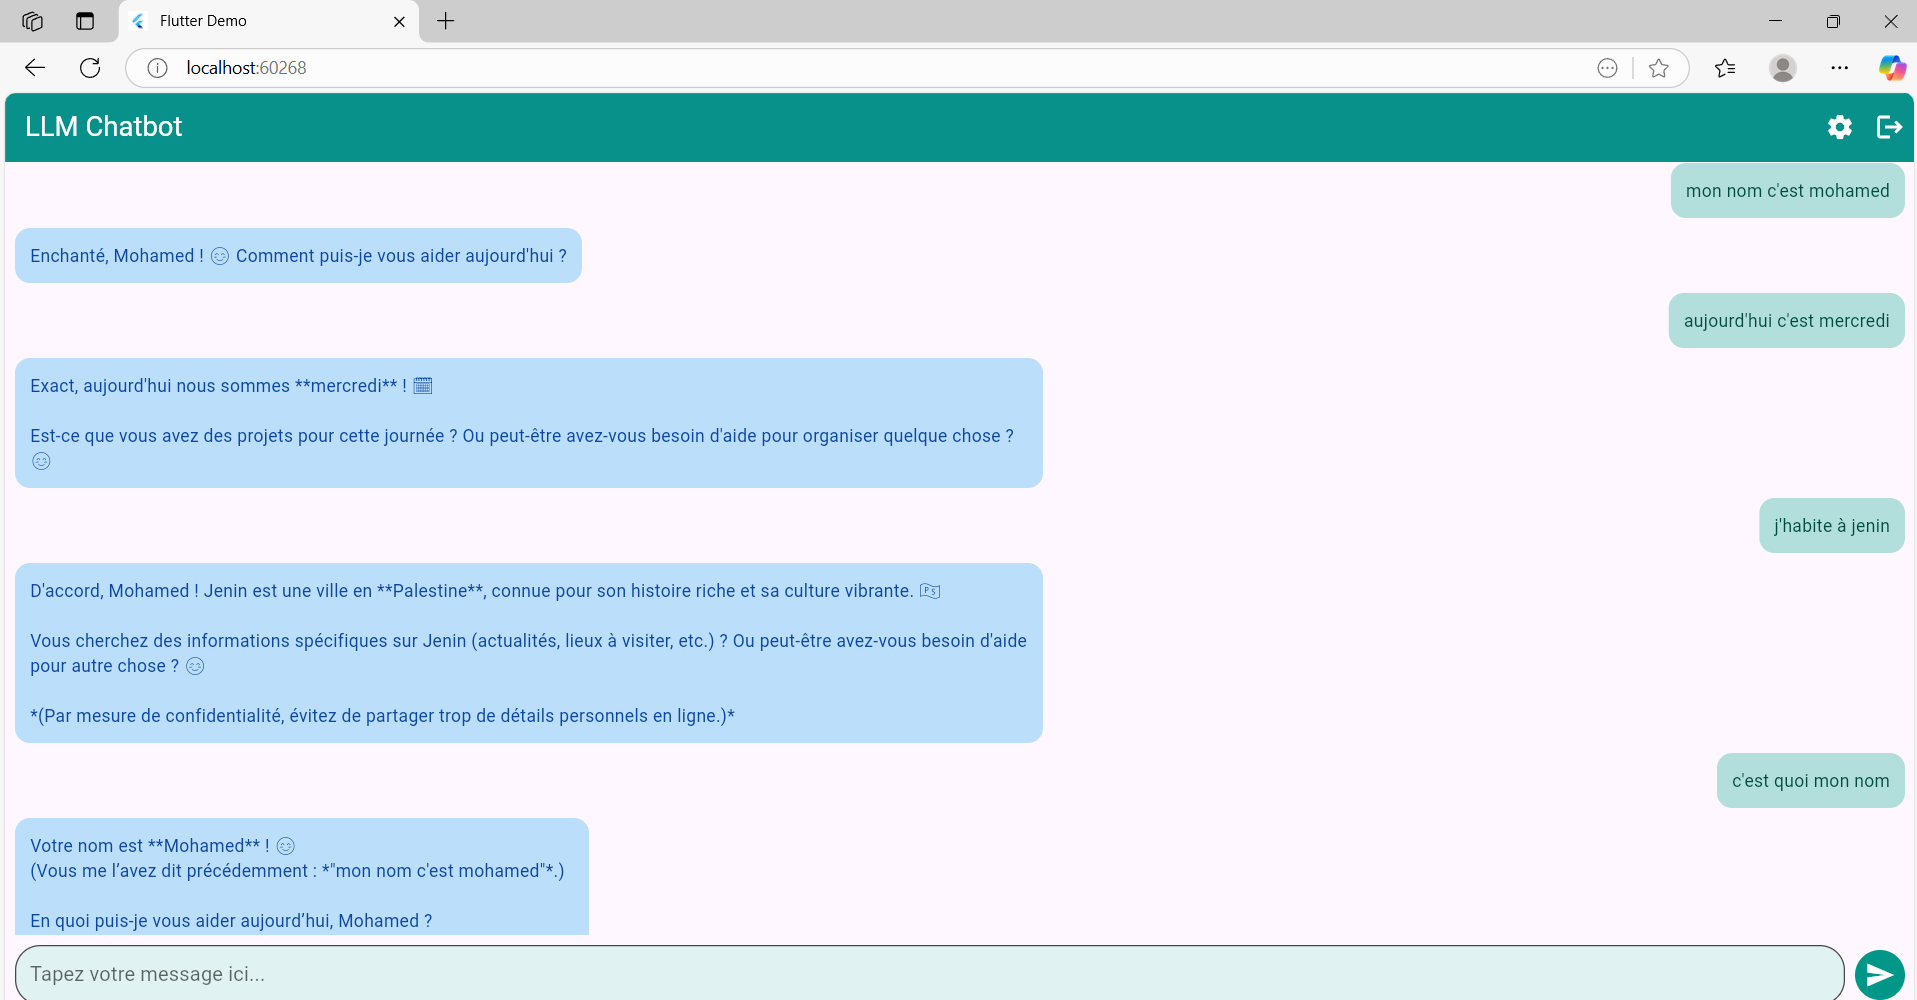 Flutter Demo
localhost:60268
LLM Chatbot
mon nom c'est mohamed
Enchanté, Mohamed ! 😊 Comment puis-je vous aider aujourd'hui ?
aujourd'hui c'est mercredi
Exact, aujourd'hui nous sommes **mercredi** ! 🗓️
Est-ce que vous avez des projets pour cette journée ? Ou peut-être avez-vous besoin d'aide pour organiser quelque chose ?
😊
j'habite à jenin
D'accord, Mohamed ! Jenin est une ville en **Palestine**, connue pour son histoire riche et sa culture vibrante. 🇵🇸
Vous cherchez des informations spécifiques sur Jenin (actualités, lieux à visiter, etc.) ? Ou peut-être avez-vous besoin d'aide
pour autre chose ? 😊
*(Par mesure de confidentialité, évitez de partager trop de détails personnels en ligne.)*
c'est quoi mon nom
Votre nom est **Mohamed** ! 😊
(Vous me l’avez dit précédemment : *"mon nom c'est mohamed"*.)
En quoi puis-je vous aider aujourd’hui, Mohamed ?
Tapez votre message ici...